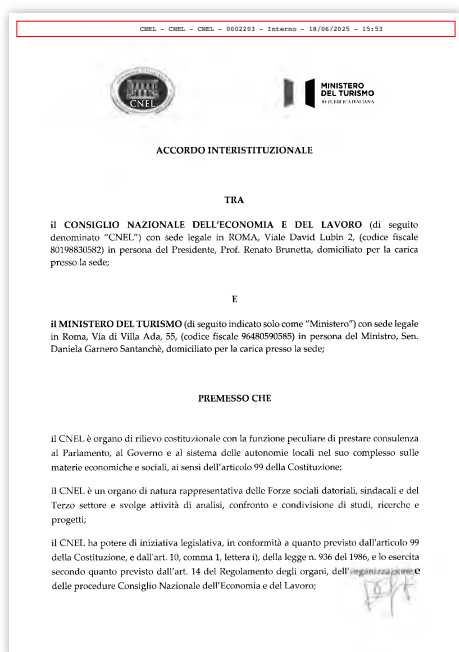 CNEL - CNEL - CNEL - 0002203 - Interno - 18/06/2025 - 15:53
CNEL
MINISTERO
DEL TURISMO
REPUBBLICA ITALIANA
ACCORDO INTERISTITUZIONALE
TRA
il CONSIGLIO NAZIONALE DELL'ECONOMIA E DEL LAVORO (di seguito
denominato "CNEL") con sede legale in ROMA, Viale David Lubin 2, (codice fiscale
80198830582) in persona del Presidente, Prof. Renato Brunetta, domiciliato per la carica
presso la sede;
E
il MINISTERO DEL TURISMO (di seguito indicato solo come "Ministero") con sede legale
in Roma, Via di Villa Ada, 55, (codice fiscale 96480590585) in persona del Ministro, Sen.
Daniela Garnero Santanchè, domiciliato per la carica presso la sede;
PREMESSO CHE
il CNEL è organo di rilievo costituzionale con la funzione peculiare di prestare consulenza
al Parlamento, al Governo e al sistema delle autonomie locali nel suo complesso sulle
materie economiche e sociali, ai sensi dell'articolo 99 della Costituzione;
il CNEL è un organo di natura rappresentativa delle Forze sociali datoriali, sindacali e del
Terzo settore e svolge attività di analisi, confronto e condivisione di studi, ricerche e
progetti;
il CNEL ha potere di iniziativa legislativa, in conformità a quanto previsto dall'articolo 99
della Costituzione, e dall'art. 10, comma 1, lettera i), della legge n. 936 del 1986, e lo esercita
secondo quanto previsto dall'art. 14 del Regolamento degli organi, dell'organizzazione e
delle procedure Consiglio Nazionale dell'Economia e del Lavoro;